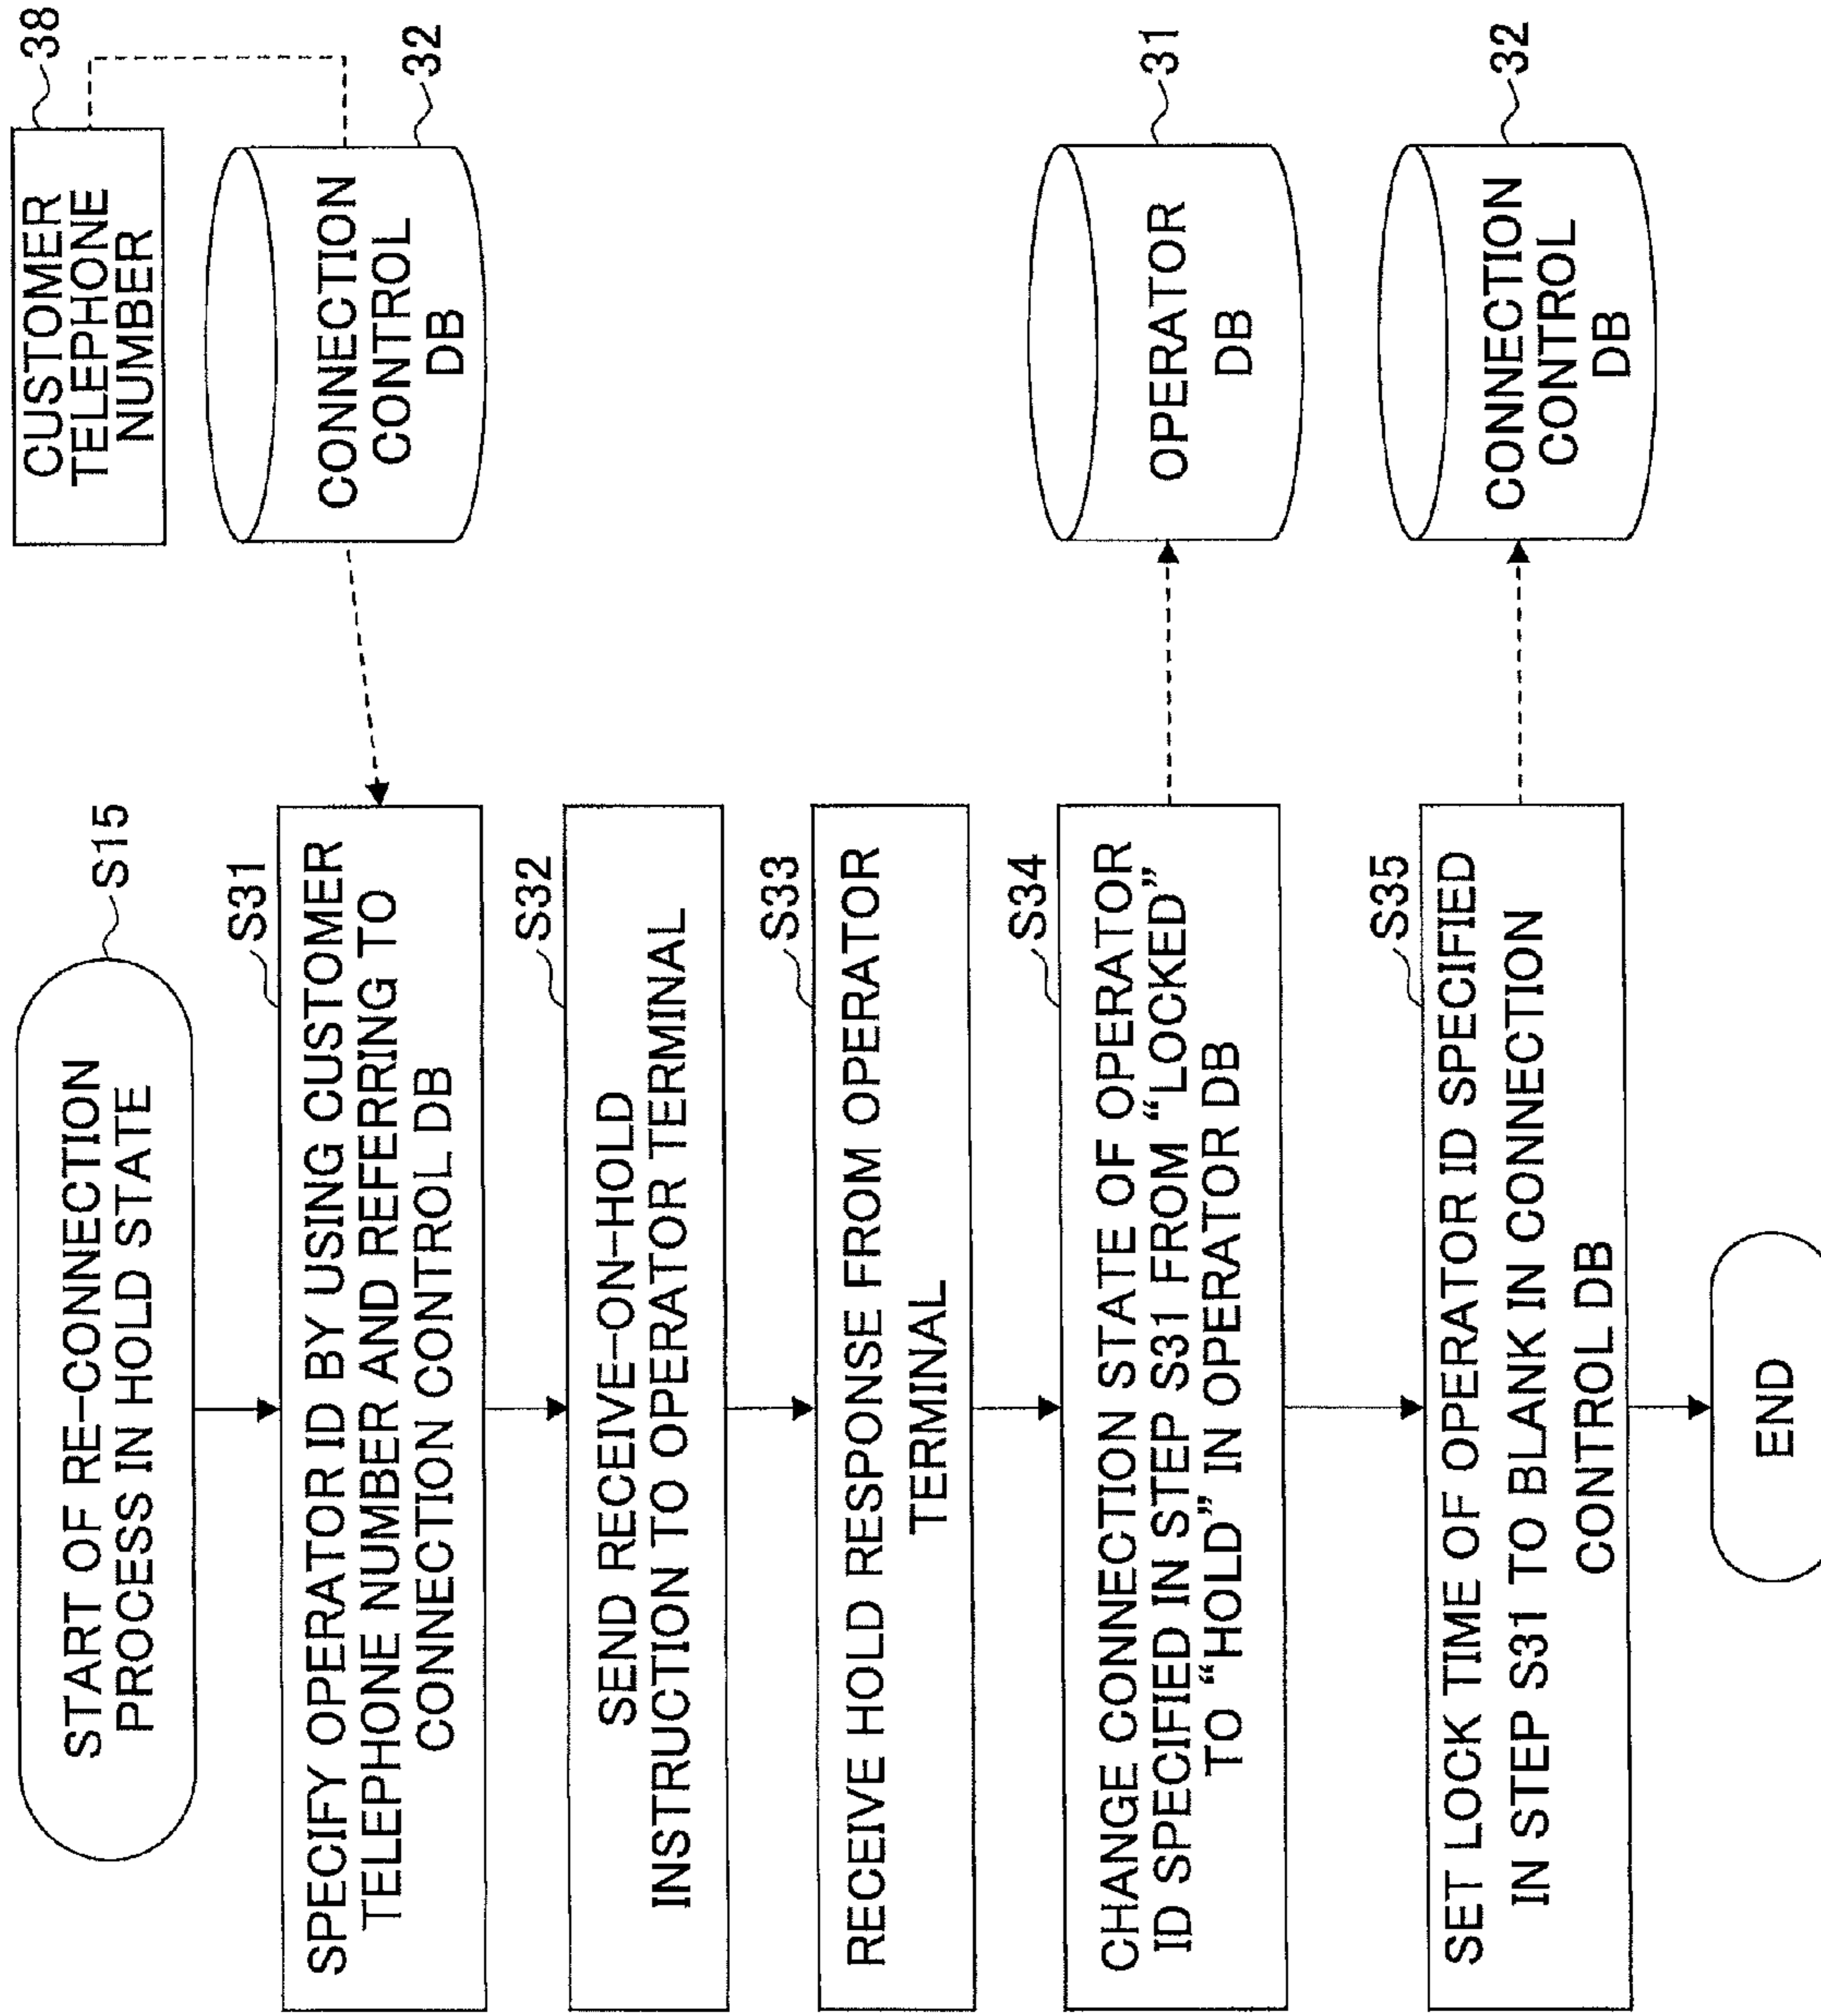 START OF RE-CONNECTION
PROCESS IN HOLD STATE
S15
CUSTOMER
TELEPHONE
NUMBER
38
S31
SPECIFY OPERATOR ID BY USING CUSTOMER
TELEPHONE NUMBER AND REFERRING TO
CONNECTION CONTROL DB
CONNECTION
CONTROL
DB
32
S32
SEND RECEIVE-ON-HOLD
INSTRUCTION TO OPERATOR TERMINAL
S33
RECEIVE HOLD RESPONSE FROM OPERATOR
TERMINAL
S34
CHANGE CONNECTION STATE OF OPERATOR
ID SPECIFIED IN STEP S31 FROM “LOCKED”
TO “HOLD” IN OPERATOR DB
OPERATOR
DB
31
S35
SET LOCK TIME OF OPERATOR ID SPECIFIED
IN STEP S31 TO BLANK IN CONNECTION
CONTROL DB
CONNECTION
CONTROL
DB
32
END